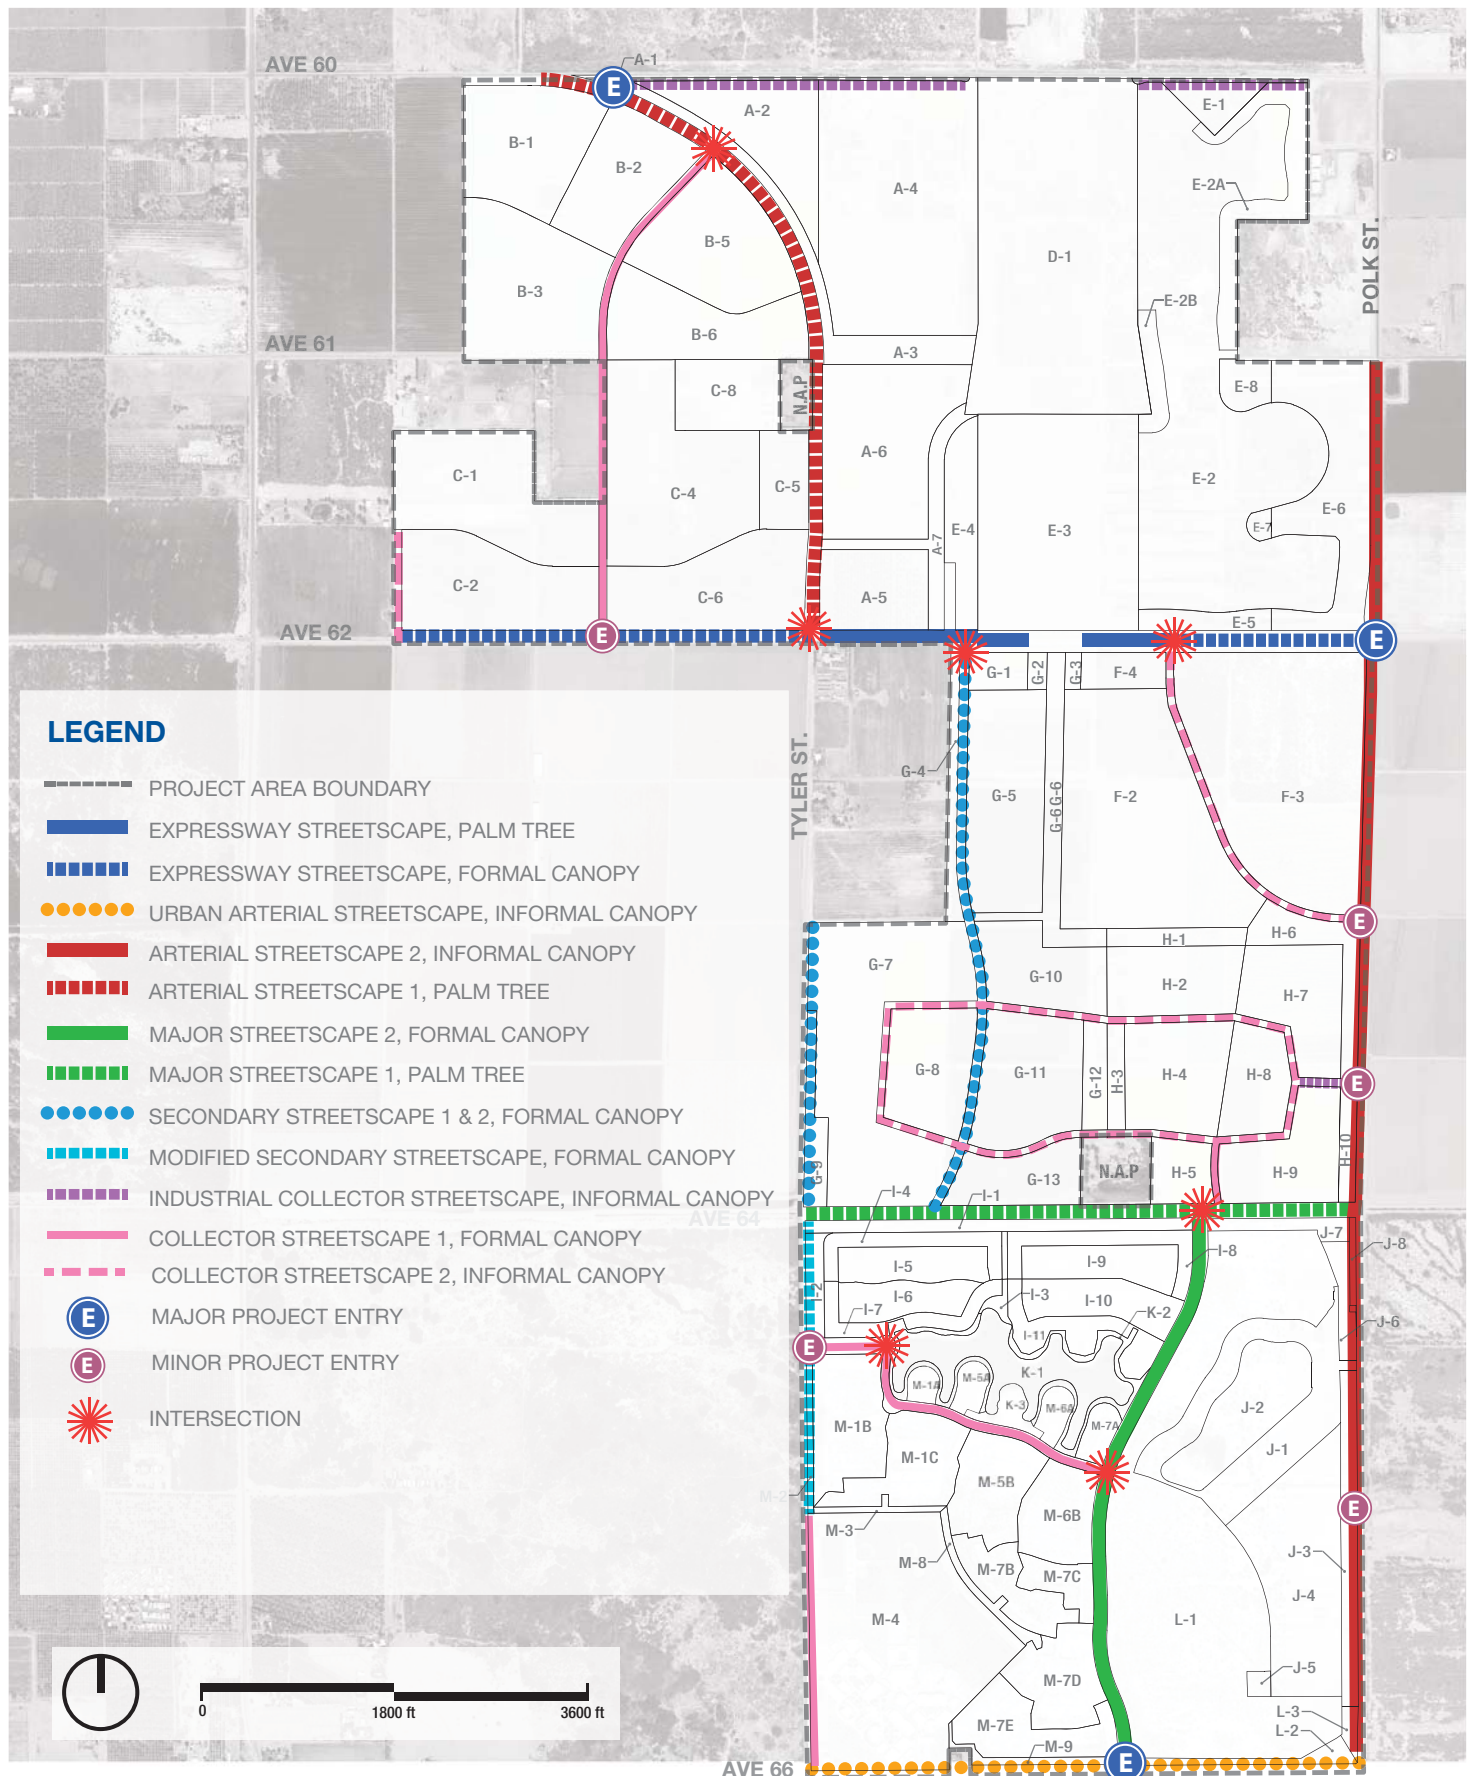 AVE 60
A-1
A-2
E-1
B-1
B-2
A-4
E-2A
B-5
POLK ST.
D-1
B-3
E-2B
B-6
AVE 61
A-3
C-8
N.A.P
E-8
A-6
C-1
C-4
C-5
E-2
E-6
E-7
E-4
E-3
A-7
C-2
C-6
A-5
E-5
AVE 62
E
E
E
G-1
G-2
G-3
F-4
TYLER ST.
G-4
G-5
G-6
G-6
F-2
F-3
LEGEND
PROJECT AREA BOUNDARY
EXPRESSWAY STREETSCAPE, PALM TREE
EXPRESSWAY STREETSCAPE, FORMAL CANOPY
URBAN ARTERIAL STREETSCAPE, INFORMAL CANOPY
ARTERIAL STREETSCAPE 2, INFORMAL CANOPY
ARTERIAL STREETSCAPE 1, PALM TREE
MAJOR STREETSCAPE 2, FORMAL CANOPY
MAJOR STREETSCAPE 1, PALM TREE
SECONDARY STREETSCAPE 1 & 2, FORMAL CANOPY
MODIFIED SECONDARY STREETSCAPE, FORMAL CANOPY
INDUSTRIAL COLLECTOR STREETSCAPE, INFORMAL CANOPY
COLLECTOR STREETSCAPE 1, FORMAL CANOPY
COLLECTOR STREETSCAPE 2, INFORMAL CANOPY
E MAJOR PROJECT ENTRY
E MINOR PROJECT ENTRY
INTERSECTION
E
H-1
H-6
G-7
G-10
H-2
H-7
G-8
G-11
G-12
H-3
H-4
H-8
E
G-9
G-13
N.A.P
H-5
H-9
H-10
I-4
I-1
AVE 64
J-7
J-8
I-5
I-9
I-8
I-2
I-6
I-3
I-10
I-7
K-2
J-6
E
I-11
K-1
M-1A
M-5A
K-3
M-6A
M-7A
J-2
M-1B
J-1
M-1C
M-5B
M-2
M-6B
E
M-3
M-8
M-7B
M-7C
J-3
J-4
M-4
L-1
J-5
M-7D
L-3
M-7E
L-2
M-9
E
AVE 66
0
1800 ft
3600 ft